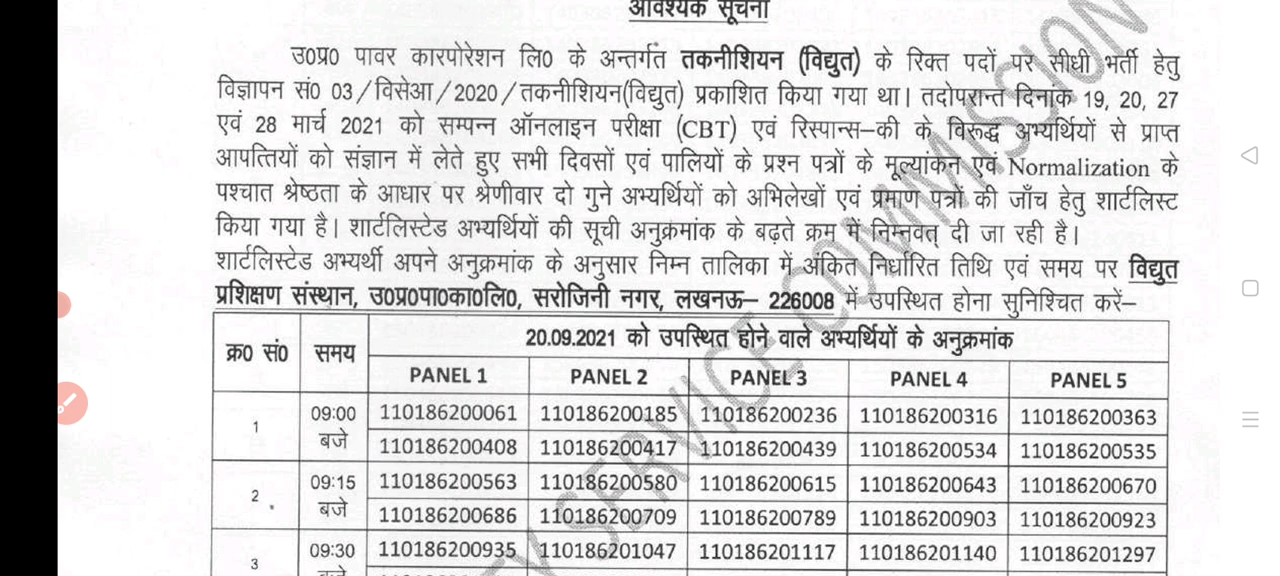 आवश्यक सूचना
उ0प्र0 पावर कारपोरेशन लि0 के अन्तर्गत तकनीशियन (विद्युत) के रिक्त पदों पर सीधी भर्ती हेतु
विज्ञापन सं0 03/विसेआ/2020/तकनीशियन(विद्युत) प्रकाशित किया गया था। तदोपरान्त दिनांक 19, 20, 27
एवं 28 मार्च 2021 को सम्पन्न ऑनलाइन परीक्षा (CBT) एवं रिस्पान्स–की के विरूद्ध अभ्यर्थियों से प्राप्त
आपत्तियों को संज्ञान में लेते हुए सभी दिवसों एवं पालियों के प्रश्न पत्रों के मूल्याकंन एवं Normalization के
पश्चात श्रेष्ठता के आधार पर श्रेणीवार दो गुने अभ्यर्थियों को अभिलेखों एवं प्रमाण पत्रों की जाँच हेतु शार्टलिस्ट
किया गया है। शार्टलिस्टेड अभ्यर्थियों की सूची अनुक्रमांक के बढ़ते क्रम में निम्नवत् दी जा रही है।
शार्टलिस्टेड अभ्यर्थी अपने अनुक्रमांक के अनुसार निम्न तालिका में अंकित निर्धारित तिथि एवं समय पर विद्युत
प्रशिक्षण संस्थान, उ0प्र0पा0का0लि0, सरोजिनी नगर, लखनऊ– 226008 में उपस्थित होना सुनिश्चित करें–
क्र0 सं0 समय 20.09.2021 को उपस्थित होने वाले अभ्यर्थियों के अनुक्रमांक
PANEL 1 PANEL 2 PANEL 3 PANEL 4 PANEL 5
1 09:00 बजे 110186200061 110186200185 110186200236 110186200316 110186200363
110186200408 110186200417 110186200439 110186200534 110186200535
2 09:15 बजे 110186200563 110186200580 110186200615 110186200643 110186200670
110186200686 110186200709 110186200789 110186200903 110186200923
3 09:30 110186200935 110186201047 110186201117 110186201140 110186201297
SERVICE COMMISSION